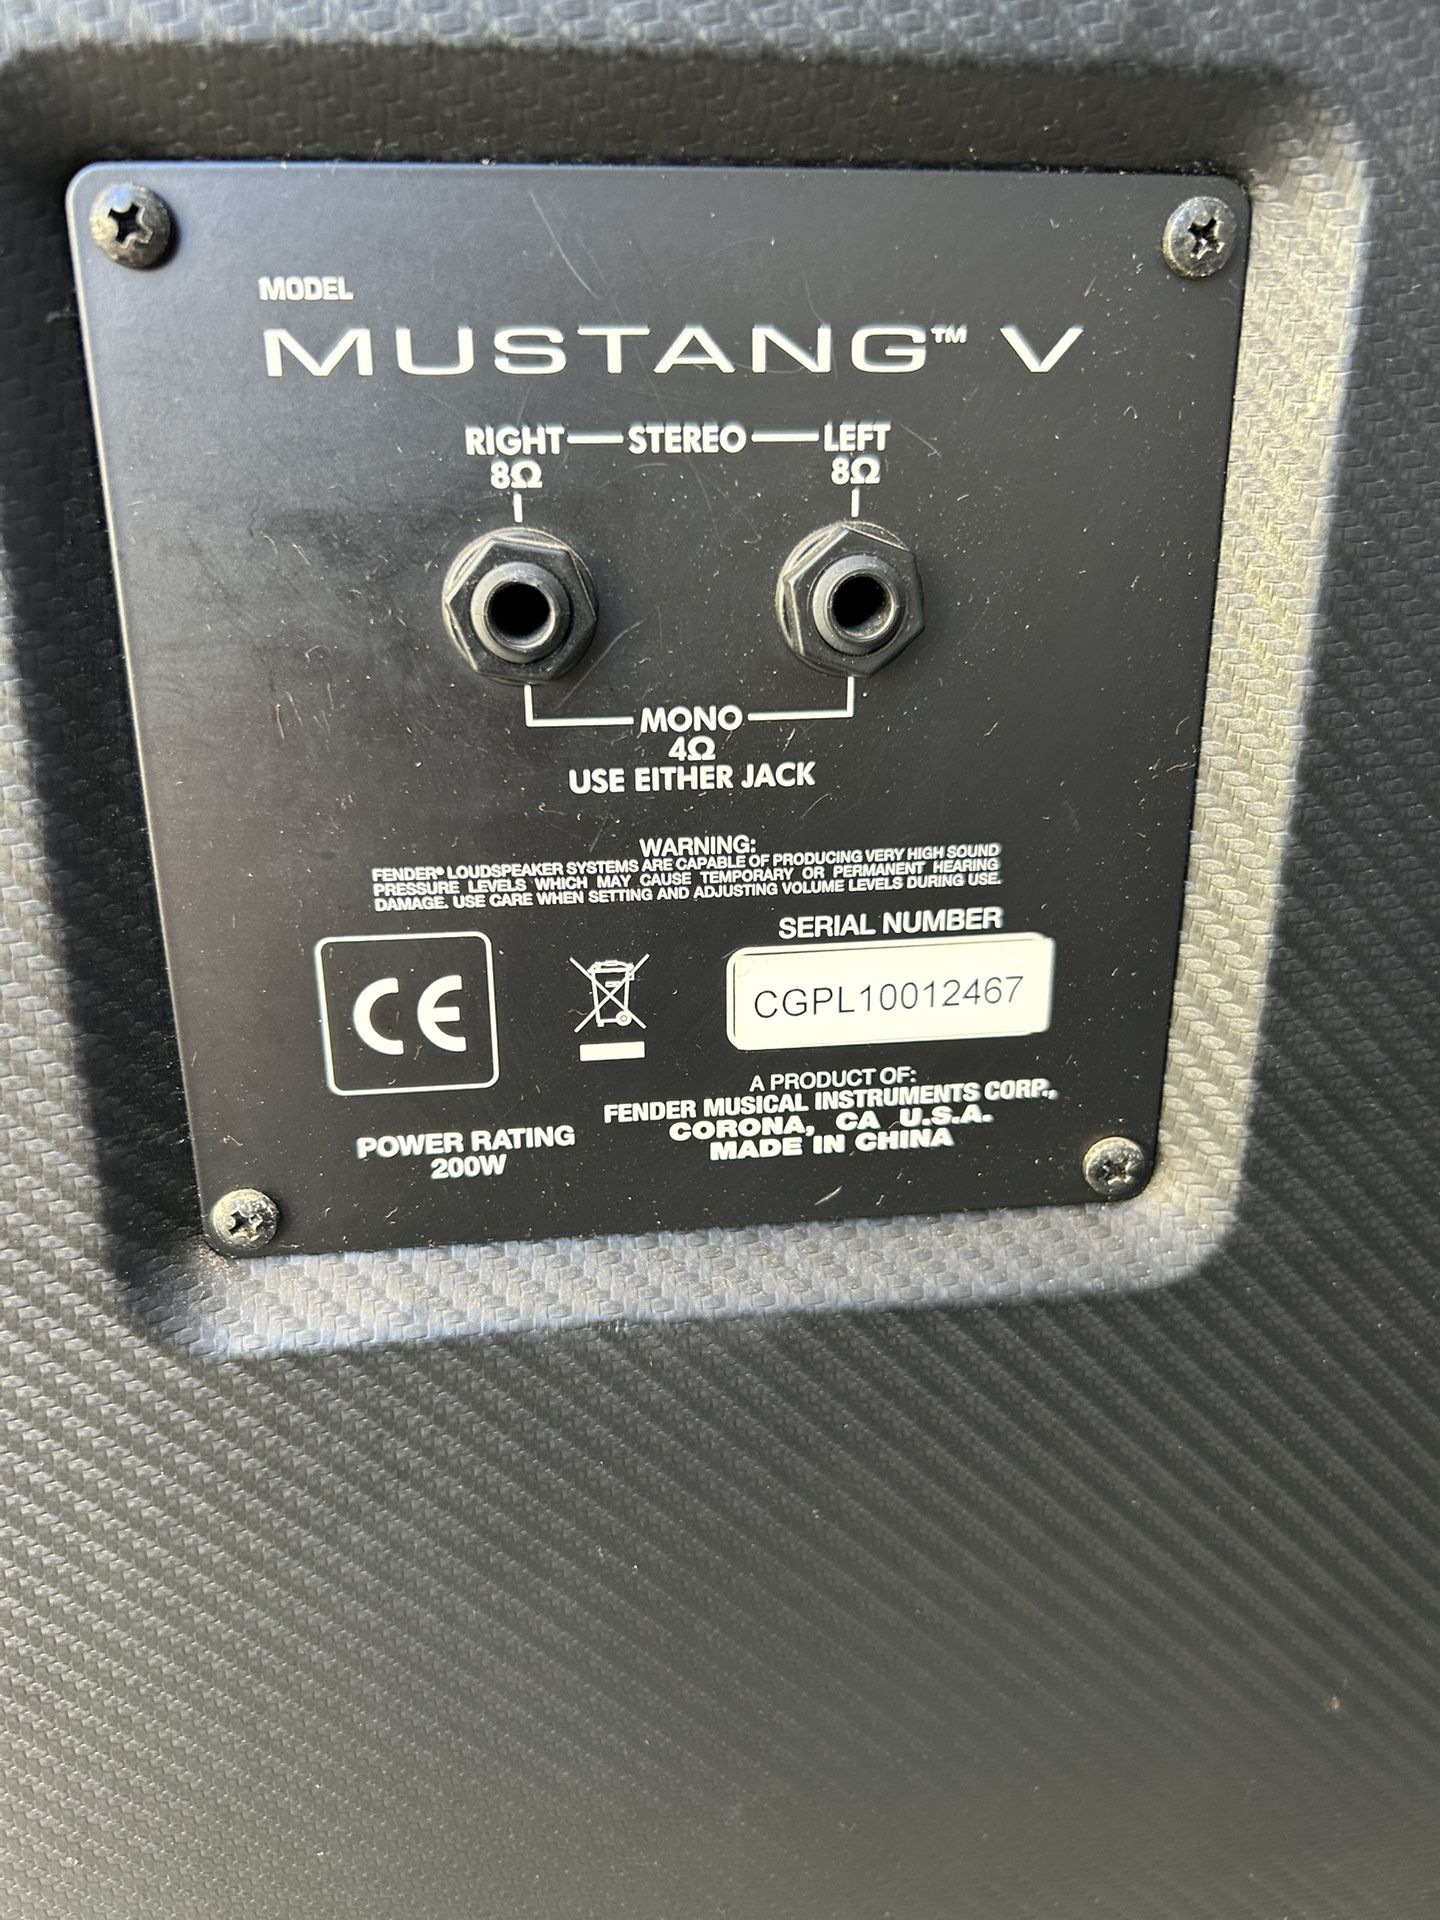 MODEL
MUSTANG™ V
RIGHT — STEREO — LEFT
8Ω 8Ω
MONO
4Ω
USE EITHER JACK
WARNING:
FENDER® LOUDSPEAKER SYSTEMS ARE CAPABLE OF PRODUCING VERY HIGH SOUND
PRESSURE LEVELS WHICH MAY CAUSE TEMPORARY OR PERMANENT HEARING
DAMAGE. USE CARE WHEN SETTING AND ADJUSTING VOLUME LEVELS DURING USE.
SERIAL NUMBER
CGPL10012467
CE
A PRODUCT OF:
FENDER MUSICAL INSTRUMENTS CORP.,
CORONA, CA U.S.A.
MADE IN CHINA
POWER RATING
200W